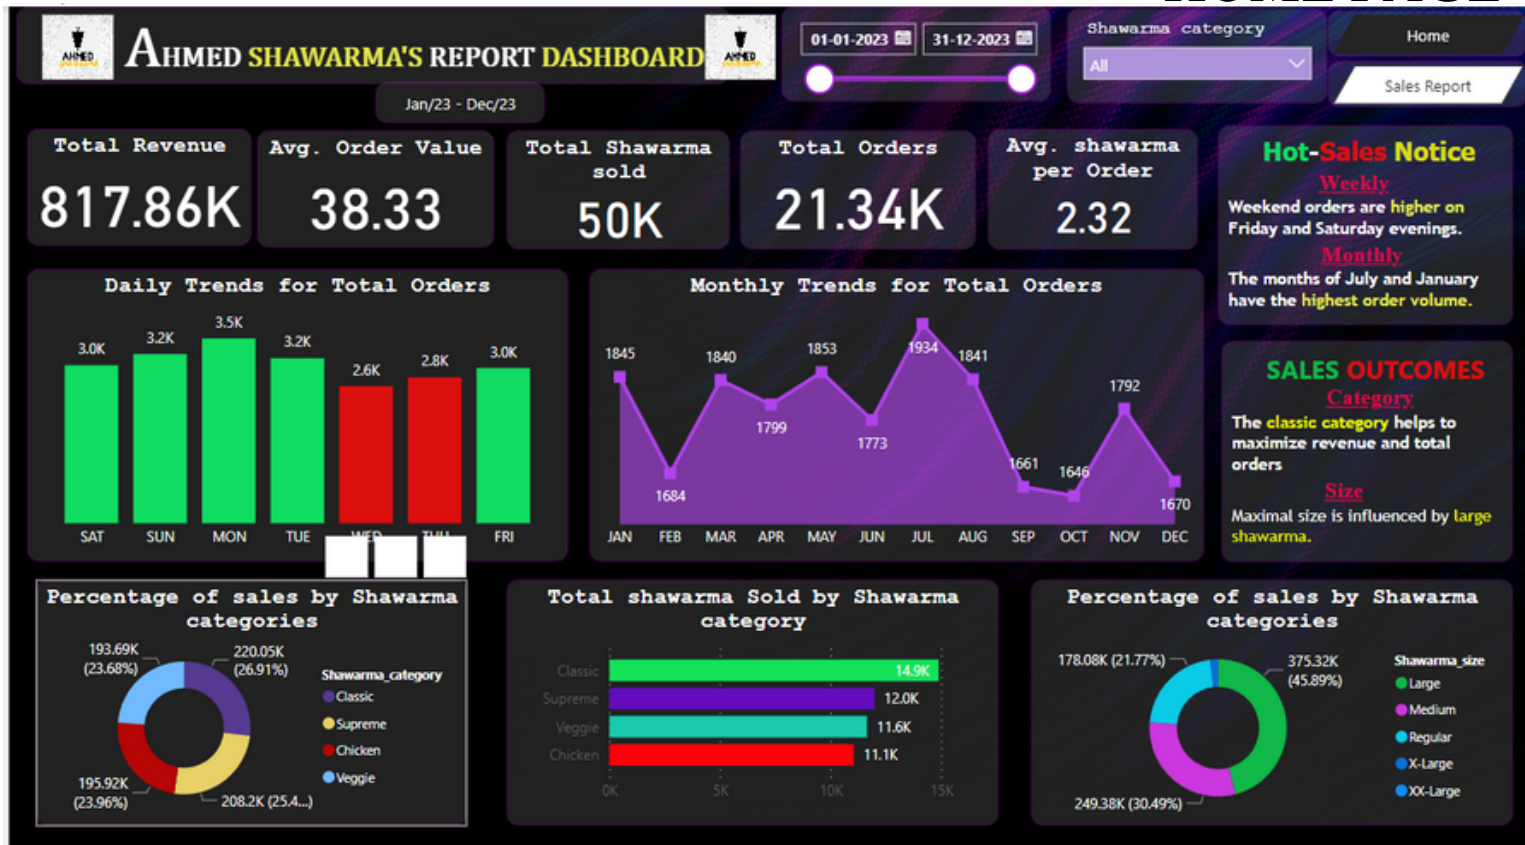 AHMED SHAWARMA'S REPORT DASHBOARD
AHMED
AHMED
Jan/23 - Dec/23
01-01-2023
31-12-2023
Shawarma category
All
Home
Sales Report
Total Revenue
817.86K
Avg. Order Value
38.33
Total Shawarma
sold
50K
Total Orders
21.34K
Avg. shawarma
per Order
2.32
Hot-Sales Notice
Weekly
Weekend orders are higher on
Friday and Saturday evenings.
Monthly
The months of July and January
have the highest order volume.
Daily Trends for Total Orders
3.0K
3.2K
3.5K
3.2K
2.6K
2.8K
3.0K
SAT SUN MON TUE WED THU FRI
Monthly Trends for Total Orders
1845
1684
1840
1799
1853
1773
1934
1841
1661
1646
1792
1670
JAN FEB MAR APR MAY JUN JUL AUG SEP OCT NOV DEC
SALES OUTCOMES
Category
The classic category helps to
maximize revenue and total
orders
Size
Maximal size is influenced by large
shawarma.
Percentage of sales by Shawarma
categories
193.69K
(23.68%)
220.05K
(26.91%)
195.92K
(23.96%)
208.2K (25.4...)
Shawarma_category
Classic
Supreme
Chicken
Veggie
Total shawarma Sold by Shawarma
category
Classic 14.9K
Supreme 12.0K
Veggie 11.6K
Chicken 11.1K
0K 5K 10K 15K
Percentage of sales by Shawarma
categories
178.08K (21.77%)
375.32K
(45.89%)
249.38K (30.49%)
Shawarma_size
Large
Medium
Regular
X-Large
XX-Large